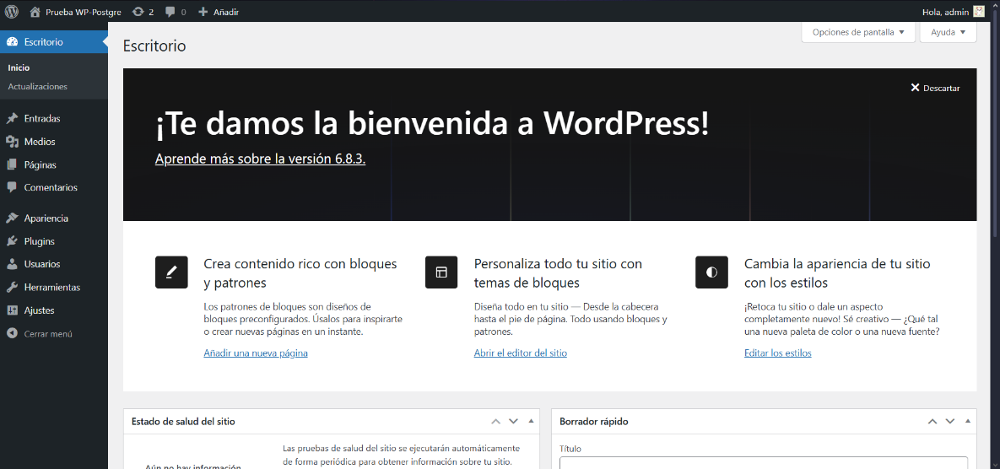 Prueba WP-Postgre 2 0 Añadir Hola, admin
Escritorio
Inicio
Actualizaciones
Entradas
Medios
Páginas
Comentarios
Apariencia
Plugins
Usuarios
Herramientas
Ajustes
Cerrar menú
Opciones de pantalla Ayuda
Escritorio
Descartar
¡Te damos la bienvenida a WordPress!
Aprende más sobre la versión 6.8.3.
Crea contenido rico con bloques
y patrones
Los patrones de bloques son diseños de
bloques preconfigurados. Úsalos para inspirarte
o crear nuevas páginas en un instante.
Añadir una nueva página
Personaliza todo tu sitio con
temas de bloques
Diseña todo en tu sitio — Desde la cabecera
hasta el pie de página. Todo usando bloques y
patrones.
Abrir el editor del sitio
Cambia la apariencia de tu sitio
con los estilos
¡Retoca tu sitio o dale un aspecto
completamente nuevo! Sé creativo — ¿Qué tal
una nueva paleta de color o una nueva fuente?
Editar los estilos
Estado de salud del sitio
Aún no hay información
Las pruebas de salud del sitio se ejecutarán automáticamente
de forma periódica para obtener información sobre tu sitio.
Borrador rápido
Título